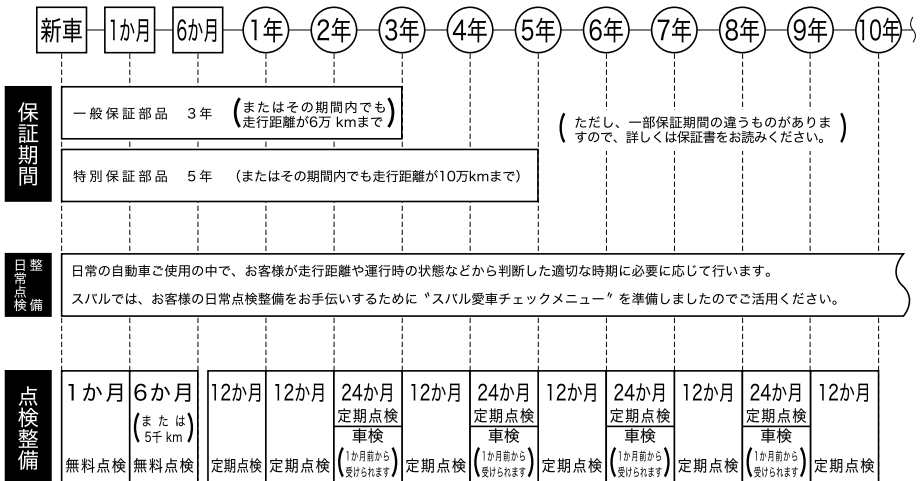 新車 1か月 6か月 1年 2年 3年 4年 5年 6年 7年 8年 9年 10年
保証期間
一般保証部品 3年 (またはその期間内でも
走行距離が6万kmまで)
(ただし、一部保証期間の違うものがありま
すので、詳しくは保証書をお読みください。)
特別保証部品 5年 (またはその期間内でも走行距離が10万kmまで)
日常点検
整備
日常の自動車ご使用の中で、お客様が走行距離や運行時の状態などから判断した適切な時期に必要に応じて行います。
スバルでは、お客様の日常点検整備をお手伝いするために〝スバル愛車チェックメニュー〞を準備しましたのでご活用ください。
点検整備
1か月
無料点検
6か月
(または
5千km)
無料点検
12か月
定期点検
12か月
定期点検
24か月
定期点検
車検
(1か月前から
受けられます)
12か月
定期点検
24か月
定期点検
車検
(1か月前から
受けられます)
12か月
定期点検
24か月
定期点検
車検
(1か月前から
受けられます)
12か月
定期点検
24か月
定期点検
車検
(1か月前から
受けられます)
12か月
定期点検